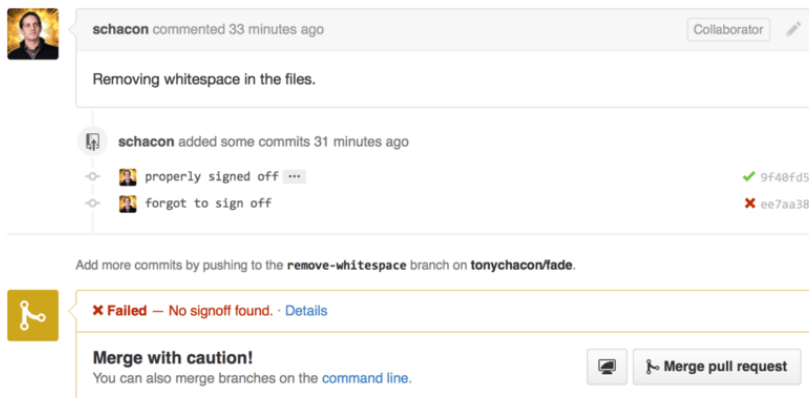 schacon commented 33 minutes ago
Collaborator
Removing whitespace in the files.
schacon added some commits 31 minutes ago
properly signed off ...
9f40fd5
forgot to sign off
ee7aa38
Add more commits by pushing to the remove-whitespace branch on tonychacon/fade.
Failed — No signoff found. · Details
Merge with caution!
You can also merge branches on the command line.
Merge pull request